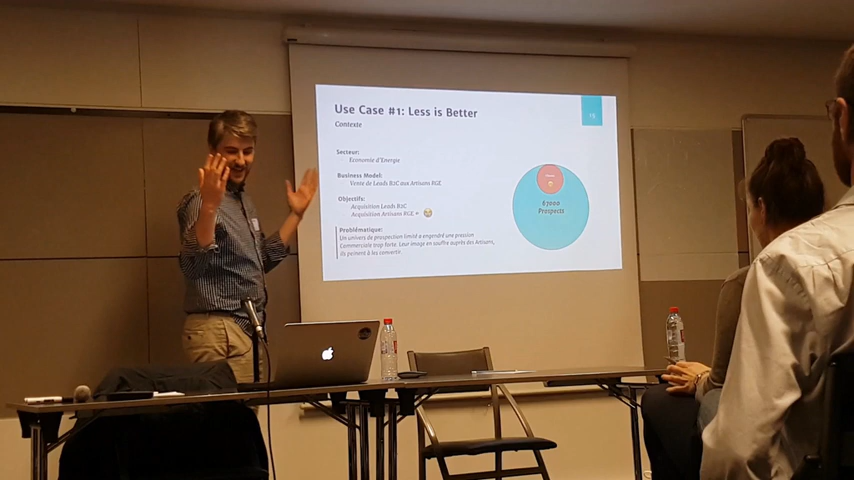 Use Case #1: Less is Better
15
Contexte
Secteur:
Economie d'Energie
Business Model:
Vente de Leads B2C aux Artisans RGE
Objectifs:
Acquisition Leads B2C
Acquisition Artisans RGE =
Problématique:
Un univers de prospection limité a engendré une pression
Commerciale trop forte. Leur image en souffre auprès des Artisans,
ils peinent à les convertir.
67000
Prospects